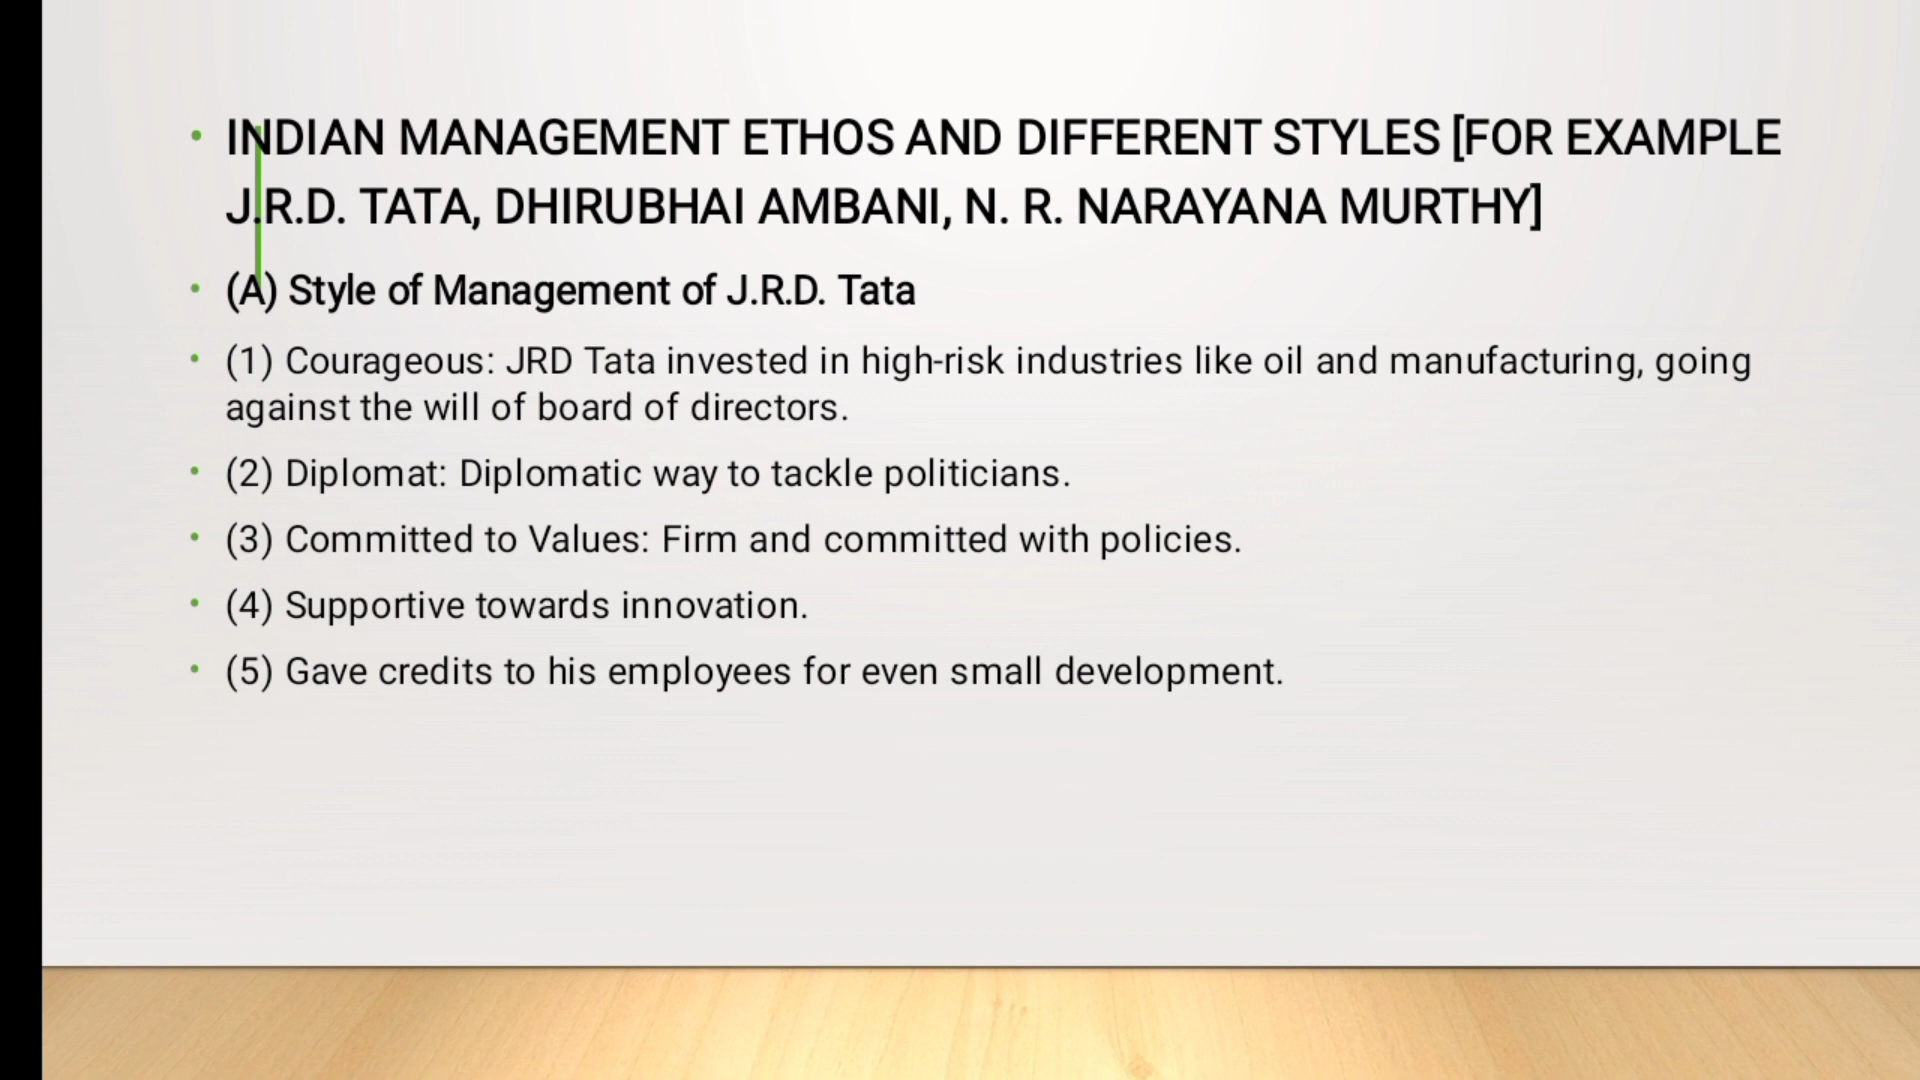 • INDIAN MANAGEMENT ETHOS AND DIFFERENT STYLES [FOR EXAMPLE
J.R.D. TATA, DHIRUBHAI AMBANI, N. R. NARAYANA MURTHY]
• (A) Style of Management of J.R.D. Tata
• (1) Courageous: JRD Tata invested in high-risk industries like oil and manufacturing, going
against the will of board of directors.
• (2) Diplomat: Diplomatic way to tackle politicians.
• (3) Committed to Values: Firm and committed with policies.
• (4) Supportive towards innovation.
• (5) Gave credits to his employees for even small development.